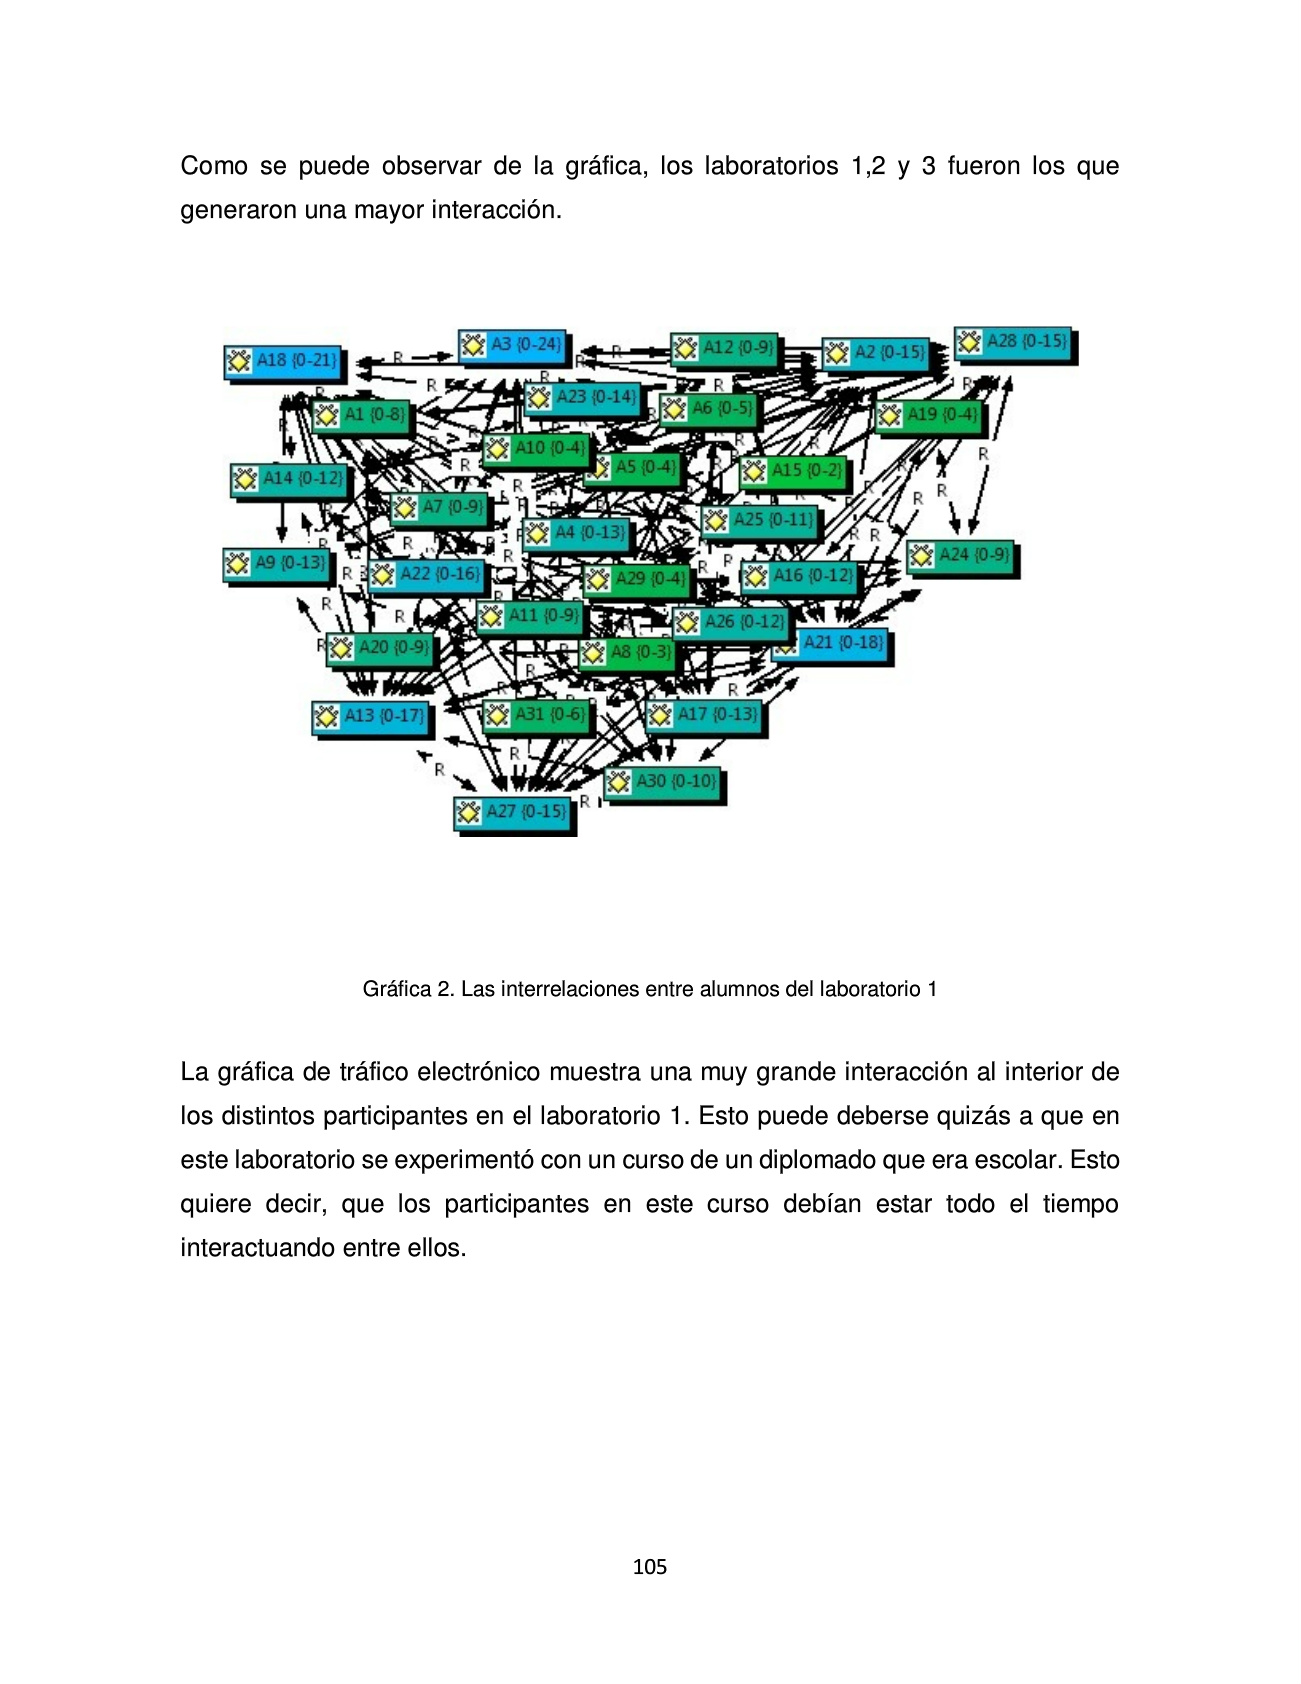 Como se puede observar de la gráfica, los laboratorios 1,2 y 3 fueron los que
generaron una mayor interacción.
A18 {0-21}
A3 {0-24}
A12 {0-9}
A2 {0-15}
A28 {0-15}
A1 {0-8}
A23 {0-14}
A6 {0-5}
A19 {0-4}
A10 {0-4}
A5 {0-4}
A15 {0-2}
A14 {0-12}
A7 {0-9}
A4 {0-13}
A25 {0-11}
A9 {0-13}
A22 {0-16}
A29 {0-4}
A16 {0-12}
A24 {0-9}
A11 {0-9}
A26 {0-12}
A20 {0-9}
A8 {0-3}
A21 {0-18}
A13 {0-17}
A31 {0-6}
A17 {0-13}
A30 {0-10}
A27 {0-15}
Gráfica 2. Las interrelaciones entre alumnos del laboratorio 1
La gráfica de tráfico electrónico muestra una muy grande interacción al interior de
los distintos participantes en el laboratorio 1. Esto puede deberse quizás a que en
este laboratorio se experimentó con un curso de un diplomado que era escolar. Esto
quiere decir, que los participantes en este curso debían estar todo el tiempo
interactuando entre ellos.
105